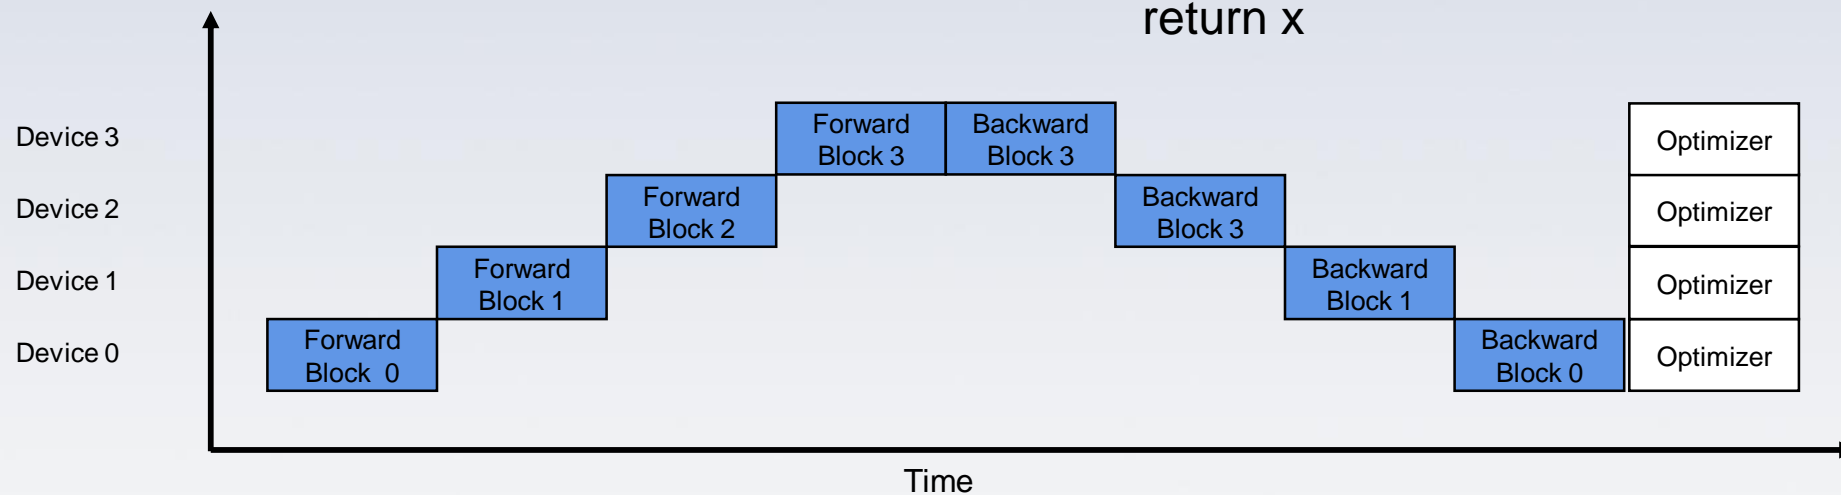 return x
Device 3
Forward
Block 3
Backward
Block 3
Optimizer
Device 2
Forward
Block 2
Backward
Block 3
Optimizer
Device 1
Forward
Block 1
Backward
Block 1
Optimizer
Device 0
Forward
Block 0
Backward
Block 0
Optimizer
Time